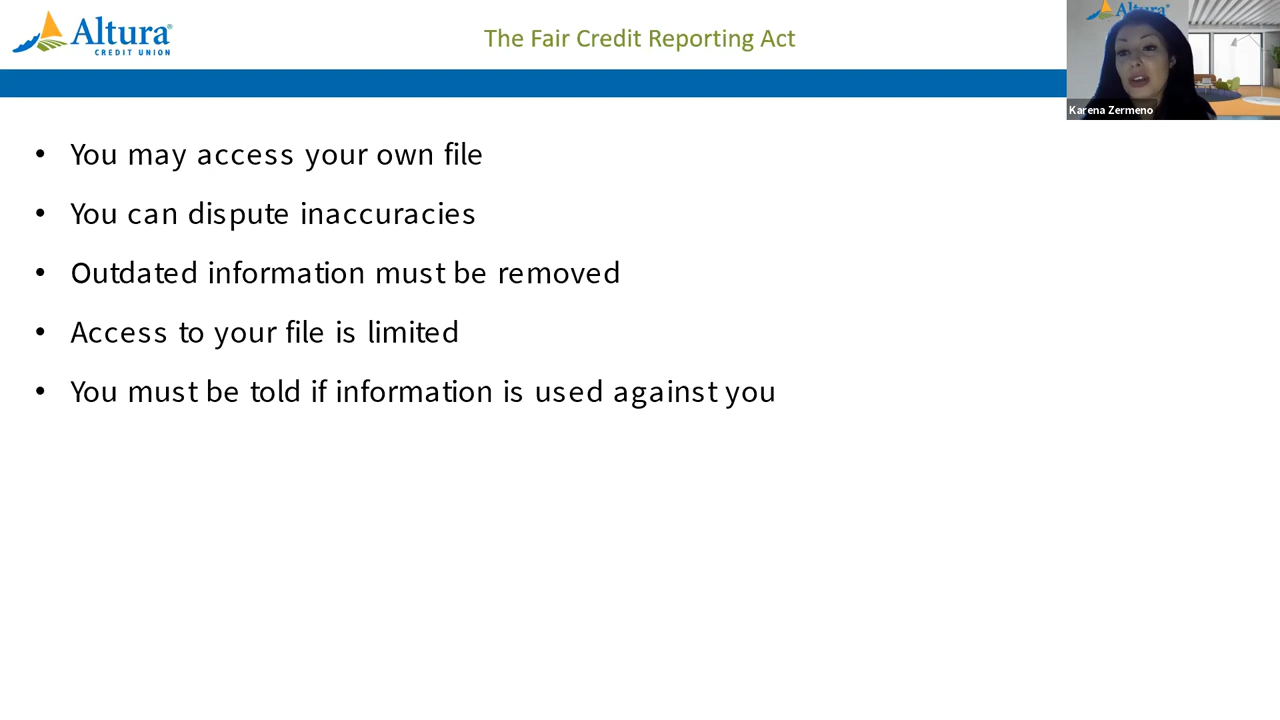 Altura®
CREDIT UNION
The Fair Credit Reporting Act
Altura
Karena Zermeno
• You may access your own file
• You can dispute inaccuracies
• Outdated information must be removed
• Access to your file is limited
• You must be told if information is used against you